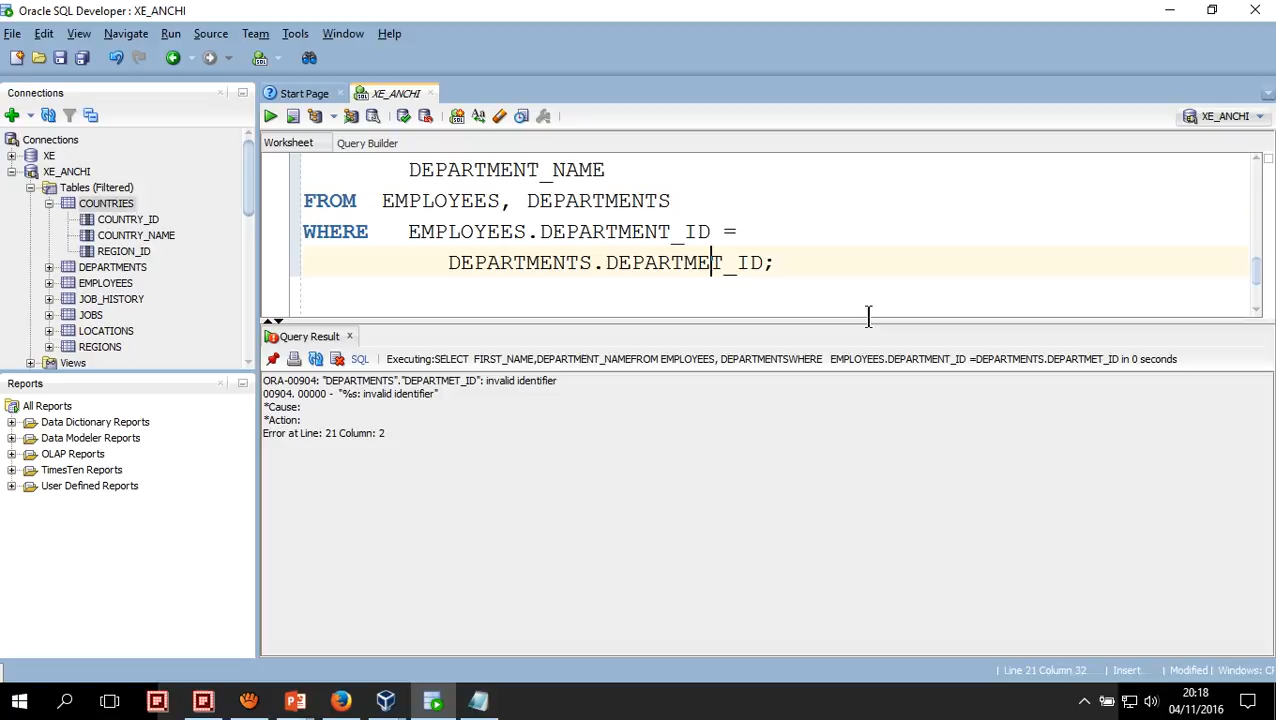 Oracle SQL Developer : XE_ANCHI
File Edit View Navigate Run Source Team Tools Window Help
Connections
Connections
XE
XE_ANCHI
Tables (Filtered)
COUNTRIES
COUNTRY_ID
COUNTRY_NAME
REGION_ID
DEPARTMENTS
EMPLOYEES
JOB_HISTORY
JOBS
LOCATIONS
REGIONS
Views
Reports
All Reports
Data Dictionary Reports
Data Modeler Reports
OLAP Reports
TimesTen Reports
User Defined Reports
Start Page XE_ANCHI
XE_ANCHI
Worksheet Query Builder
DEPARTMENT_NAME
FROM EMPLOYEES, DEPARTMENTS
WHERE EMPLOYEES.DEPARTMENT_ID =
DEPARTMENTS.DEPARTMET_ID;
Query Result
SQL Executing:SELECT FIRST_NAME,DEPARTMENT_NAMEFROM EMPLOYEES, DEPARTMENTSWHERE EMPLOYEES.DEPARTMENT_ID =DEPARTMENTS.DEPARTMET_ID in 0 seconds
ORA-00904: "DEPARTMENTS"."DEPARTMET_ID": invalid identifier
00904. 00000 - "%s: invalid identifier"
*Cause:
*Action:
Error at Line: 21 Column: 2
Line 21 Column 32 Insert Modified Windows: CF
20:18
04/11/2016